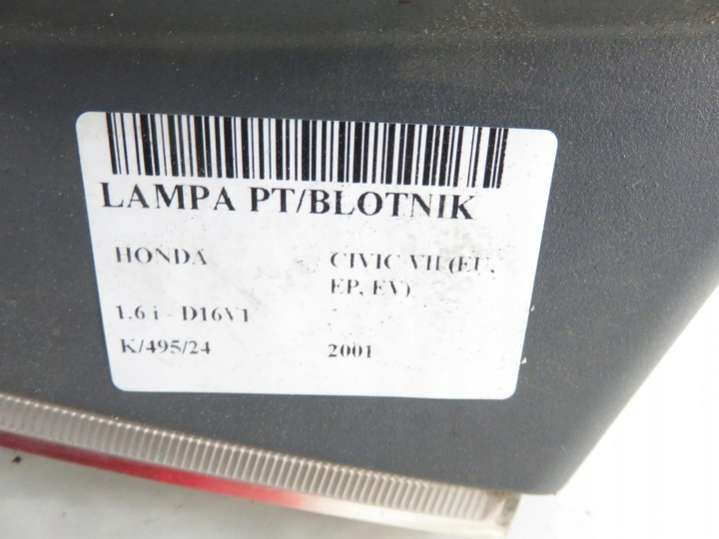 LAMPA PT/BLOTNIK
HONDA
CIVIC VII (EU,
EP, EV)
1.6 i - D16V1
K/495/24
2001